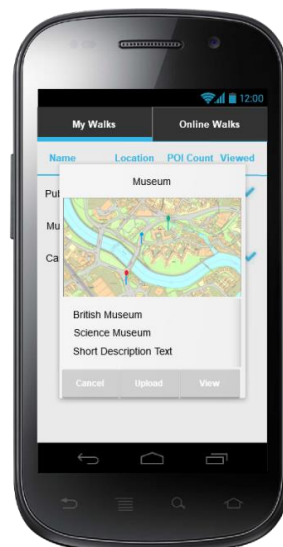 12:00
My Walks Online Walks
Name Location POI Count Viewed
Museum
Pu
Mu
Ca
British Museum
Science Museum
Short Description Text
Cancel Upload View